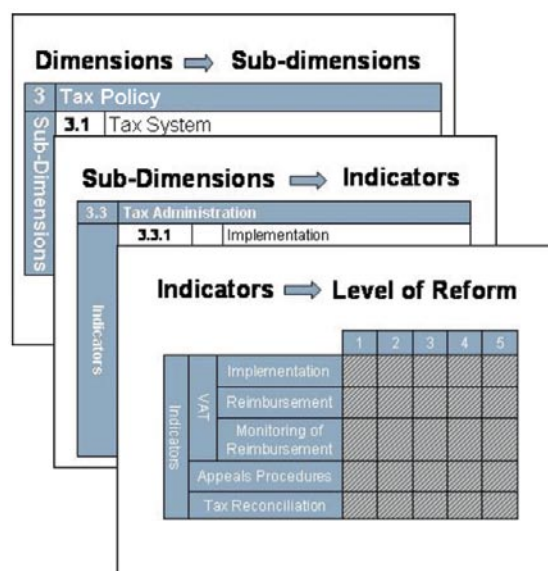 Dimensions Sub-dimensions
3 Tax Policy
Sub-Dimensions
3.1 Tax System
Sub-Dimensions Indicators
3.3 Tax Administration
Indicators
3.3.1 Implementation
Indicators Level of Reform
1 2 3 4 5
Indicators
VAT
Implementation
Reimbursement
Monitoring of
Reimbursement
Appeals Procedures
Tax Reconciliation